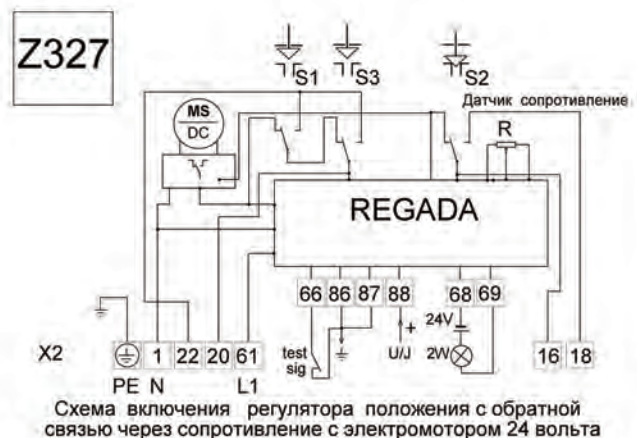 Z327
S1 S3 S2
MS
DC
Датчик сопротивление
R
REGADA
66 86 87 88 68 69
24V
2W
+
U/J
test
sig
X2 1 22 20 61 16 18
PE N L1
Схема включения регулятора положения с обратной
связью через сопротивление с электромотором 24 вольта